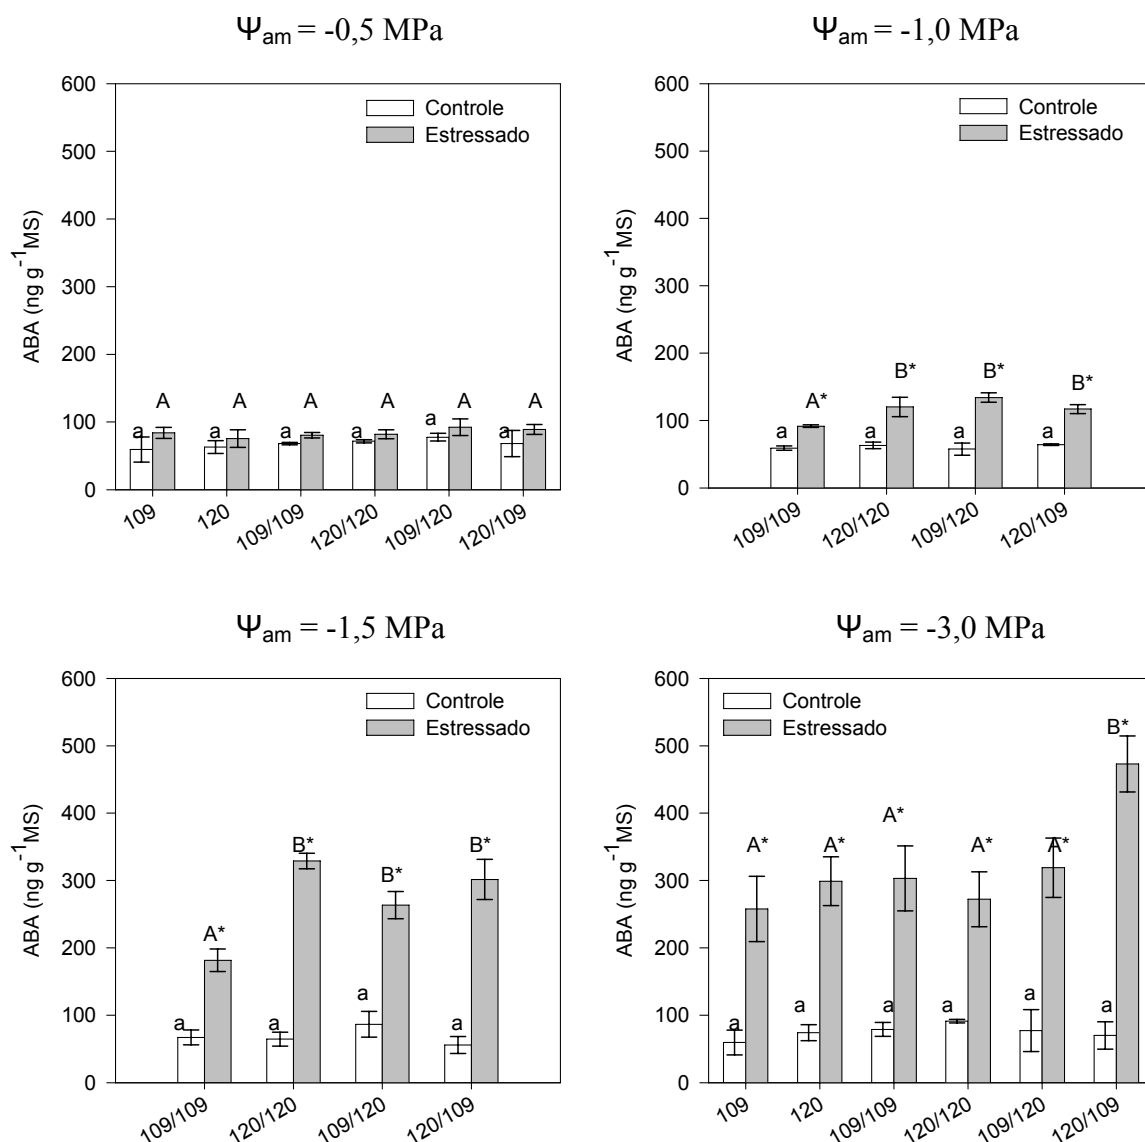 Ψam = -0,5 MPa
600
500
400
300
200
100
0
ABA (ng g-1MS)
Controle
Estressado
a A a A a A a A a A a A
109 120 109/109 120/120 109/120 120/109
Ψam = -1,0 MPa
600
500
400
300
200
100
0
ABA (ng g-1MS)
Controle
Estressado
a A* a B* a B* a B*
109/109 120/120 109/120 120/109
Ψam = -1,5 MPa
600
500
400
300
200
100
0
ABA (ng g-1MS)
Controle
Estressado
a A* a B* a B* a B*
109/109 120/120 109/120 120/109
Ψam = -3,0 MPa
600
500
400
300
200
100
0
ABA (ng g-1MS)
Controle
Estressado
a A* a A* a A* a A* a A* a B*
109 120 109/109 120/120 109/120 120/109